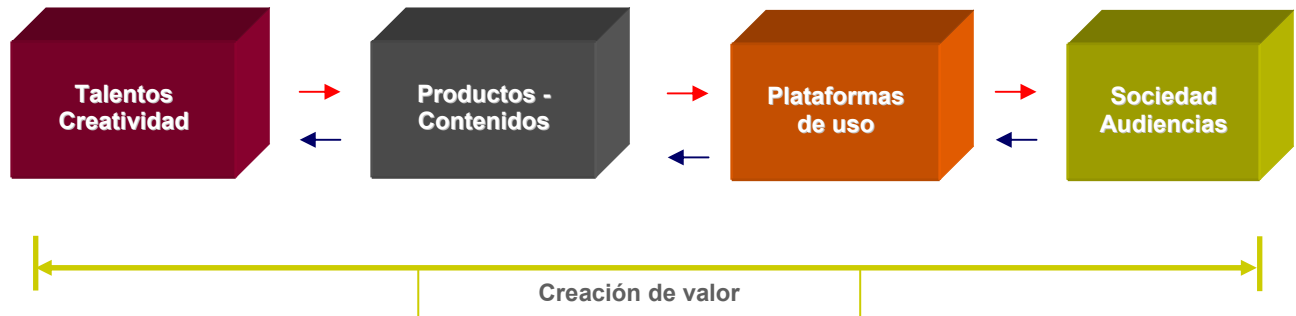 Talentos
Creatividad
Productos -
Contenidos
Plataformas
de uso
Sociedad
Audiencias
Creación de valor